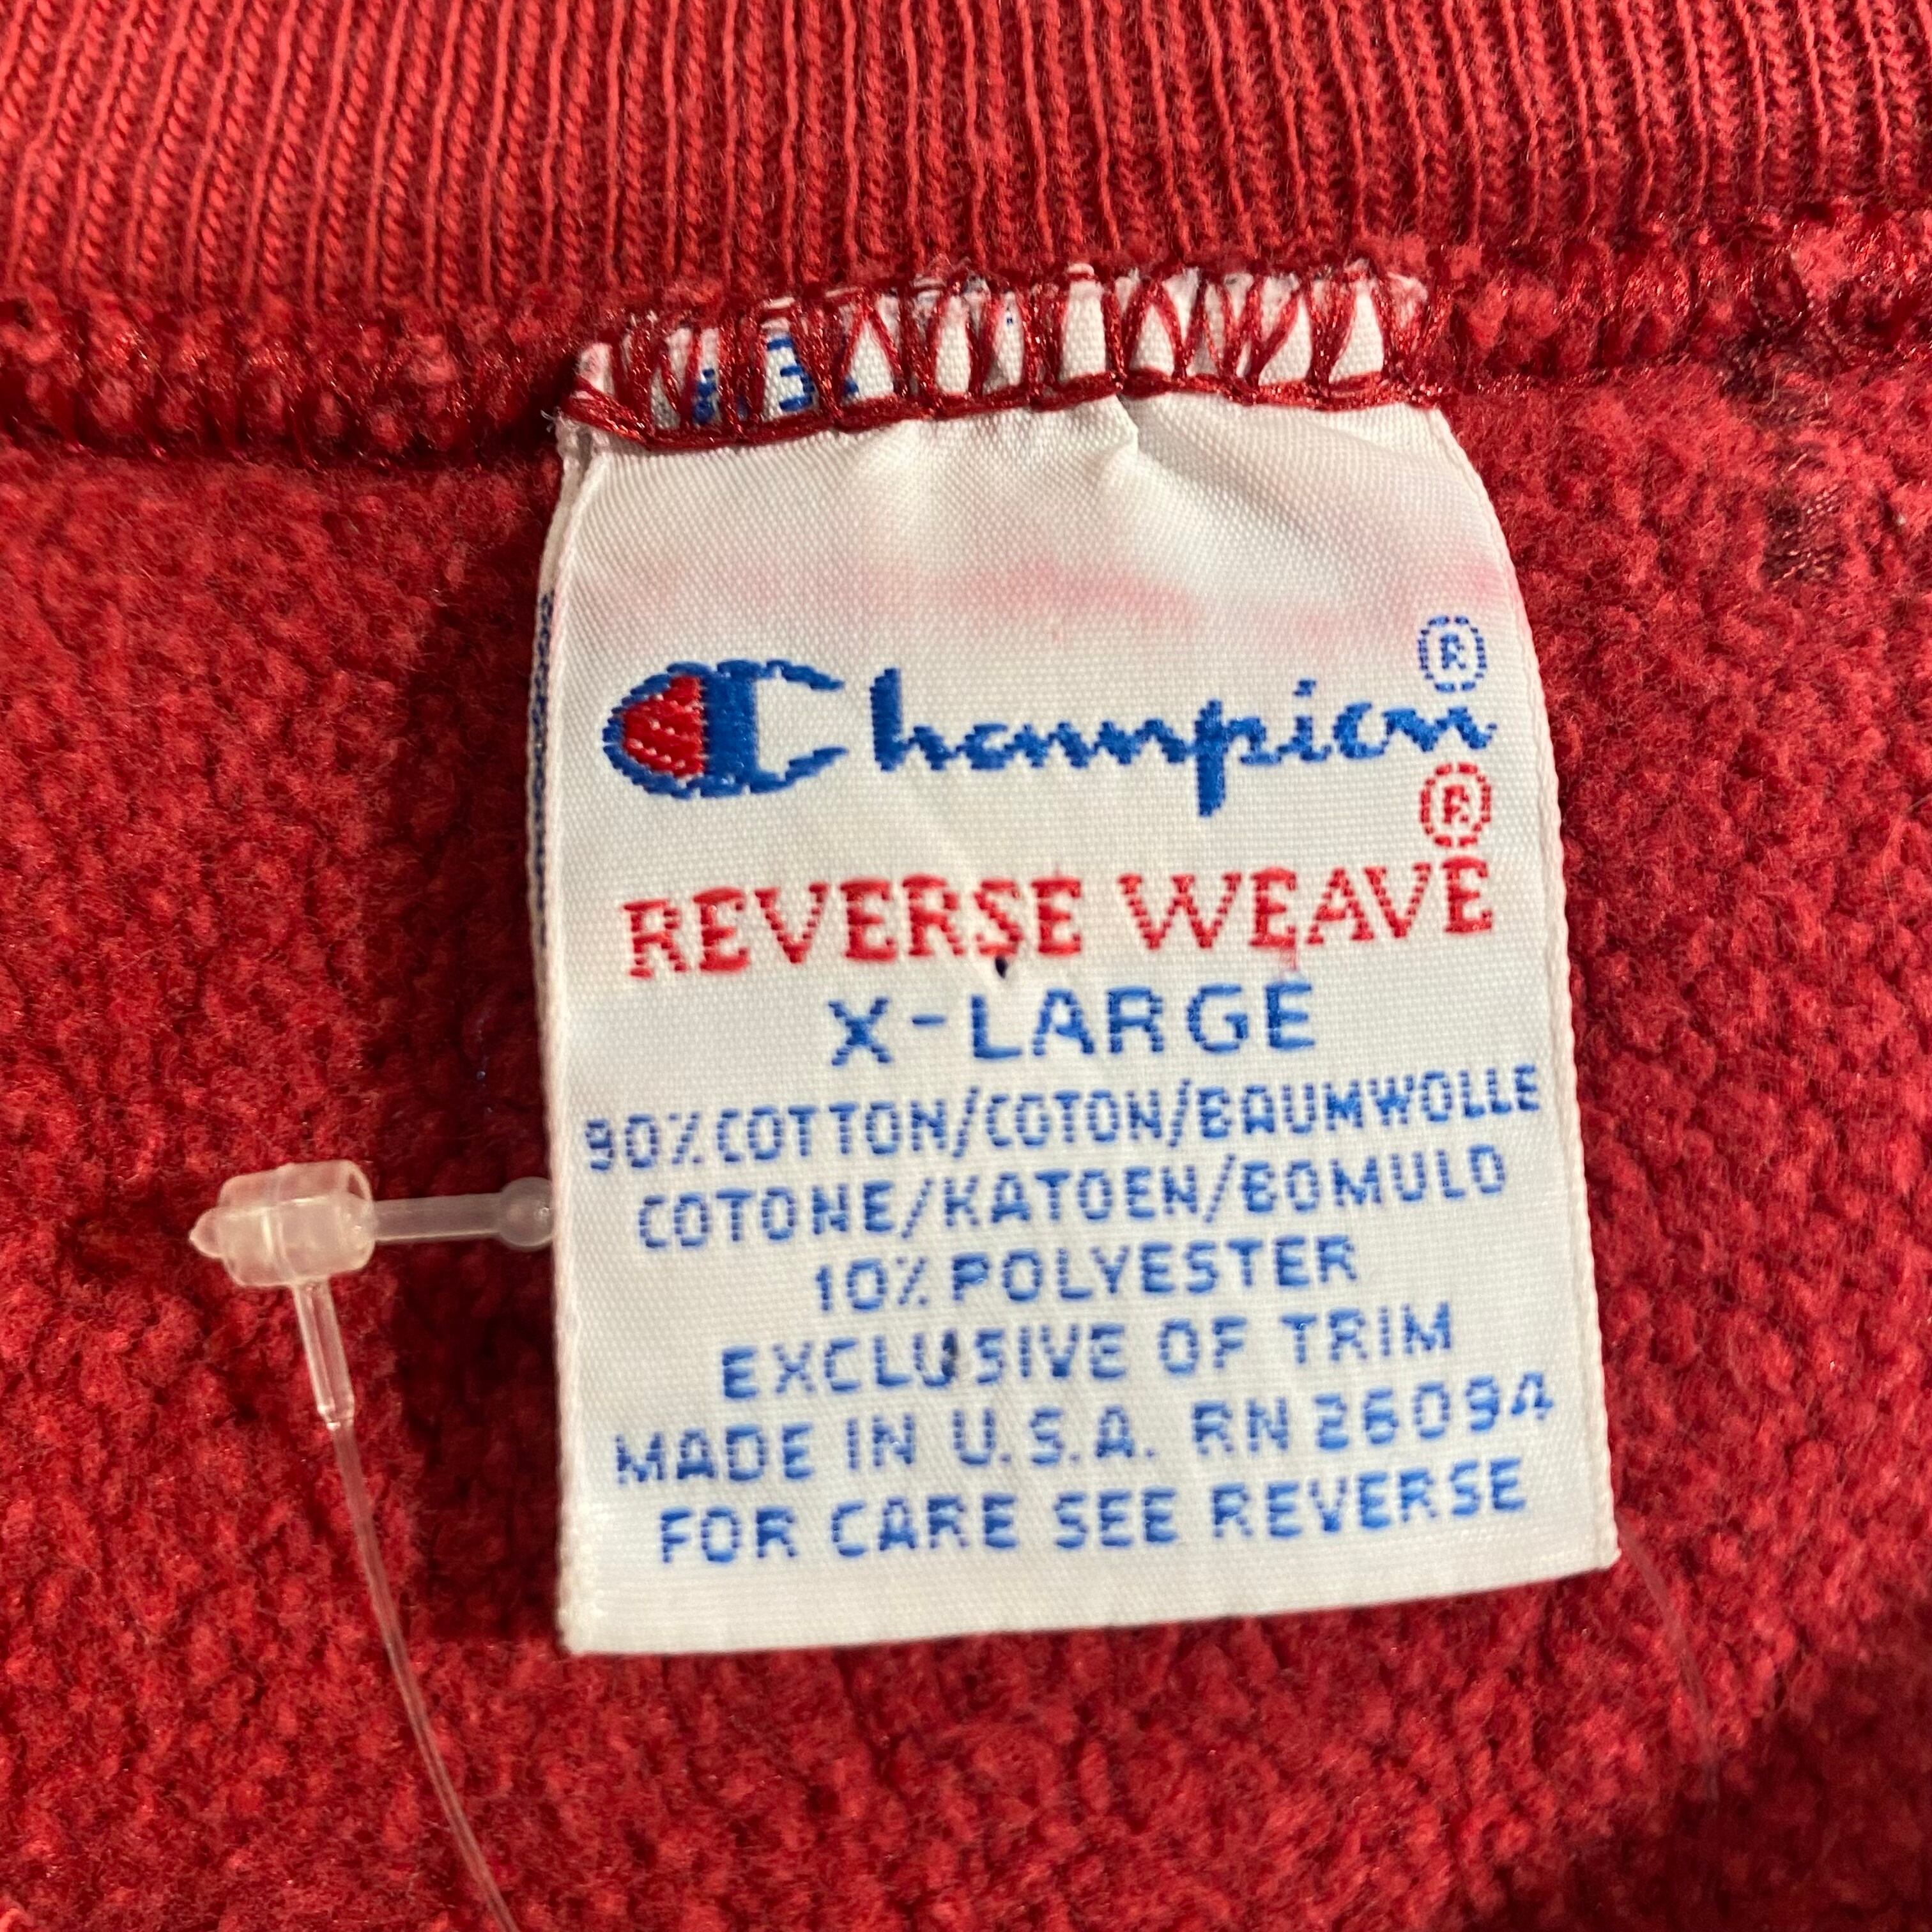 Champion®
REVERSE WEAVE®
X-LARGE
90% COTTON/COTON/BAUMWOLLE
COTONE/KATOEN/BOMULD
10% POLYESTER
EXCLUSIVE OF TRIM
MADE IN U.S.A. RN 26094
FOR CARE SEE REVERSE